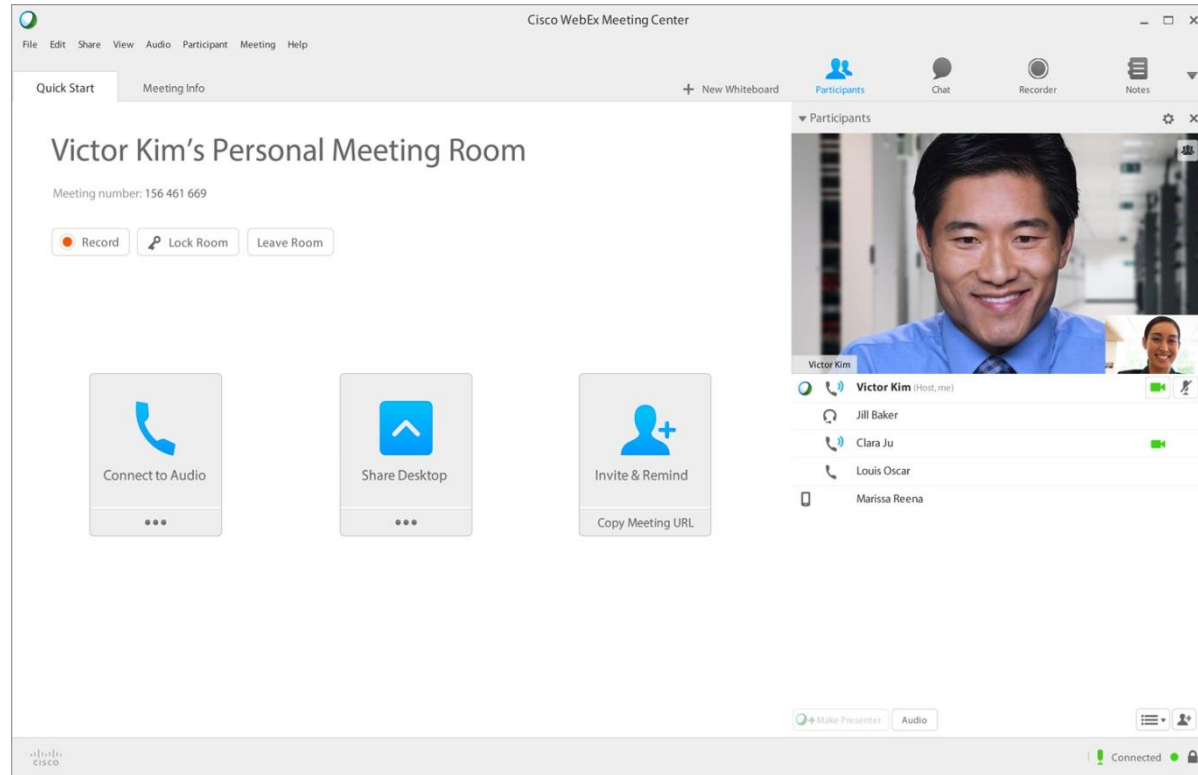 Cisco WebEx Meeting Center
File Edit Share View Audio Participant Meeting Help
Quick Start Meeting Info + New Whiteboard Participants Chat Recorder Notes
Participants
Victor Kim's Personal Meeting Room
Meeting number: 156 461 669
Record Lock Room Leave Room
Victor Kim
Victor Kim (Host, me)
Jill Baker
Clara Ju
Louis Oscar
Marissa Reena
Connect to Audio
Share Desktop
Invite & Remind
Copy Meeting URL
Make Presenter Audio
CISCO
Connected